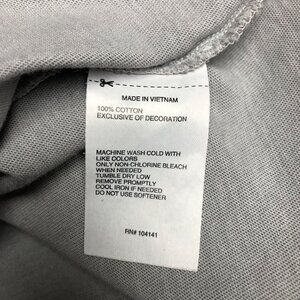 MADE IN VIETNAM
100% COTTON
EXCLUSIVE OF DECORATION
MACHINE WASH COLD WITH
LIKE COLORS
ONLY NON-CHLORINE BLEACH
WHEN NEEDED
TUMBLE DRY LOW
REMOVE PROMPTLY
COOL IRON IF NEEDED
DO NOT USE SOFTENER
RN# 104141